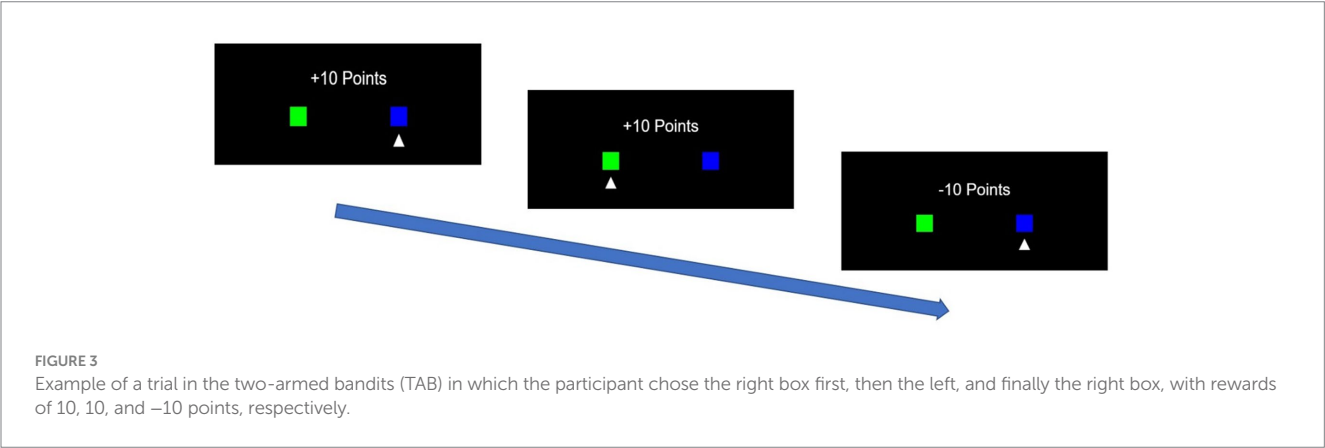 +10 Points
+10 Points
-10 Points
FIGURE 3
Example of a trial in the two-armed bandits (TAB) in which the participant chose the right box first, then the left, and finally the right box, with rewards
of 10, 10, and −10 points, respectively.